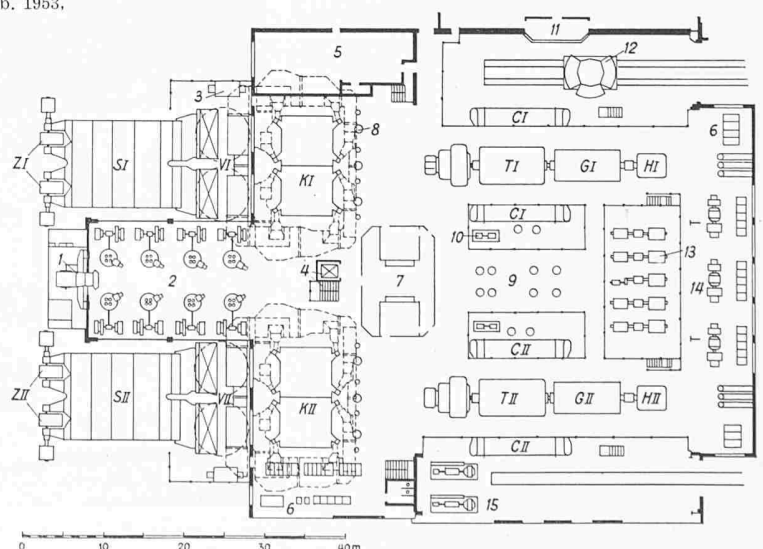 b. 1953,
11
5
12
3
6
ZI
SI
VI
8
CI
KI
TI
GI
HI
CI
10
1
2
4
7
9
13
14
ZII
SII
VII
KII
CII
TII
GII
HII
CII
6
15
0 10 20 30 40m